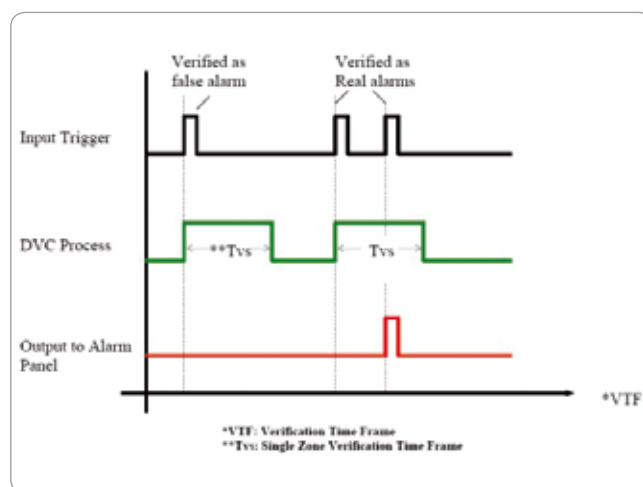 Verified as
false alarm
Verified as
Real alarms
Input Trigger
DVC Process
**Tvs
Tvs
Output to Alarm
Panel
*VTF
*VTF: Verification Time Frame
**Tvs: Single Zone Verification Time Frame